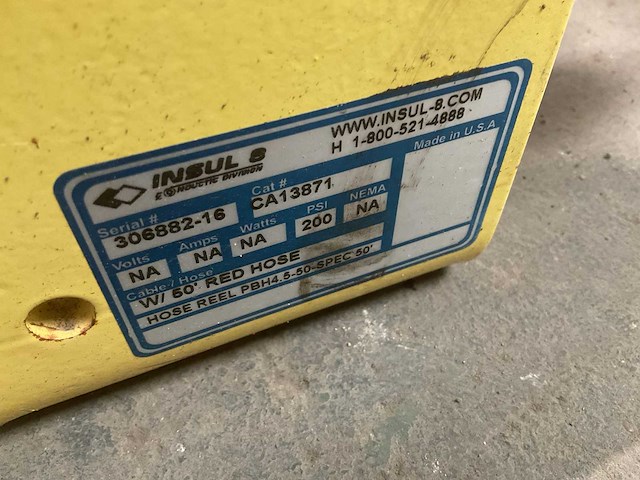 INSUL 8
WWW.INSUL-8.COM
H 1-800-521-4888
DIVISION
Made in U.S.A
Serial # Cat #
306882-16 CA13871
Volts Amps Watts PSI NEMA
NA NA NA 200 NA
Cable / Hose
W/ 50' RED HOSE
HOSE REEL PBH4.5-50-SPEC 50'